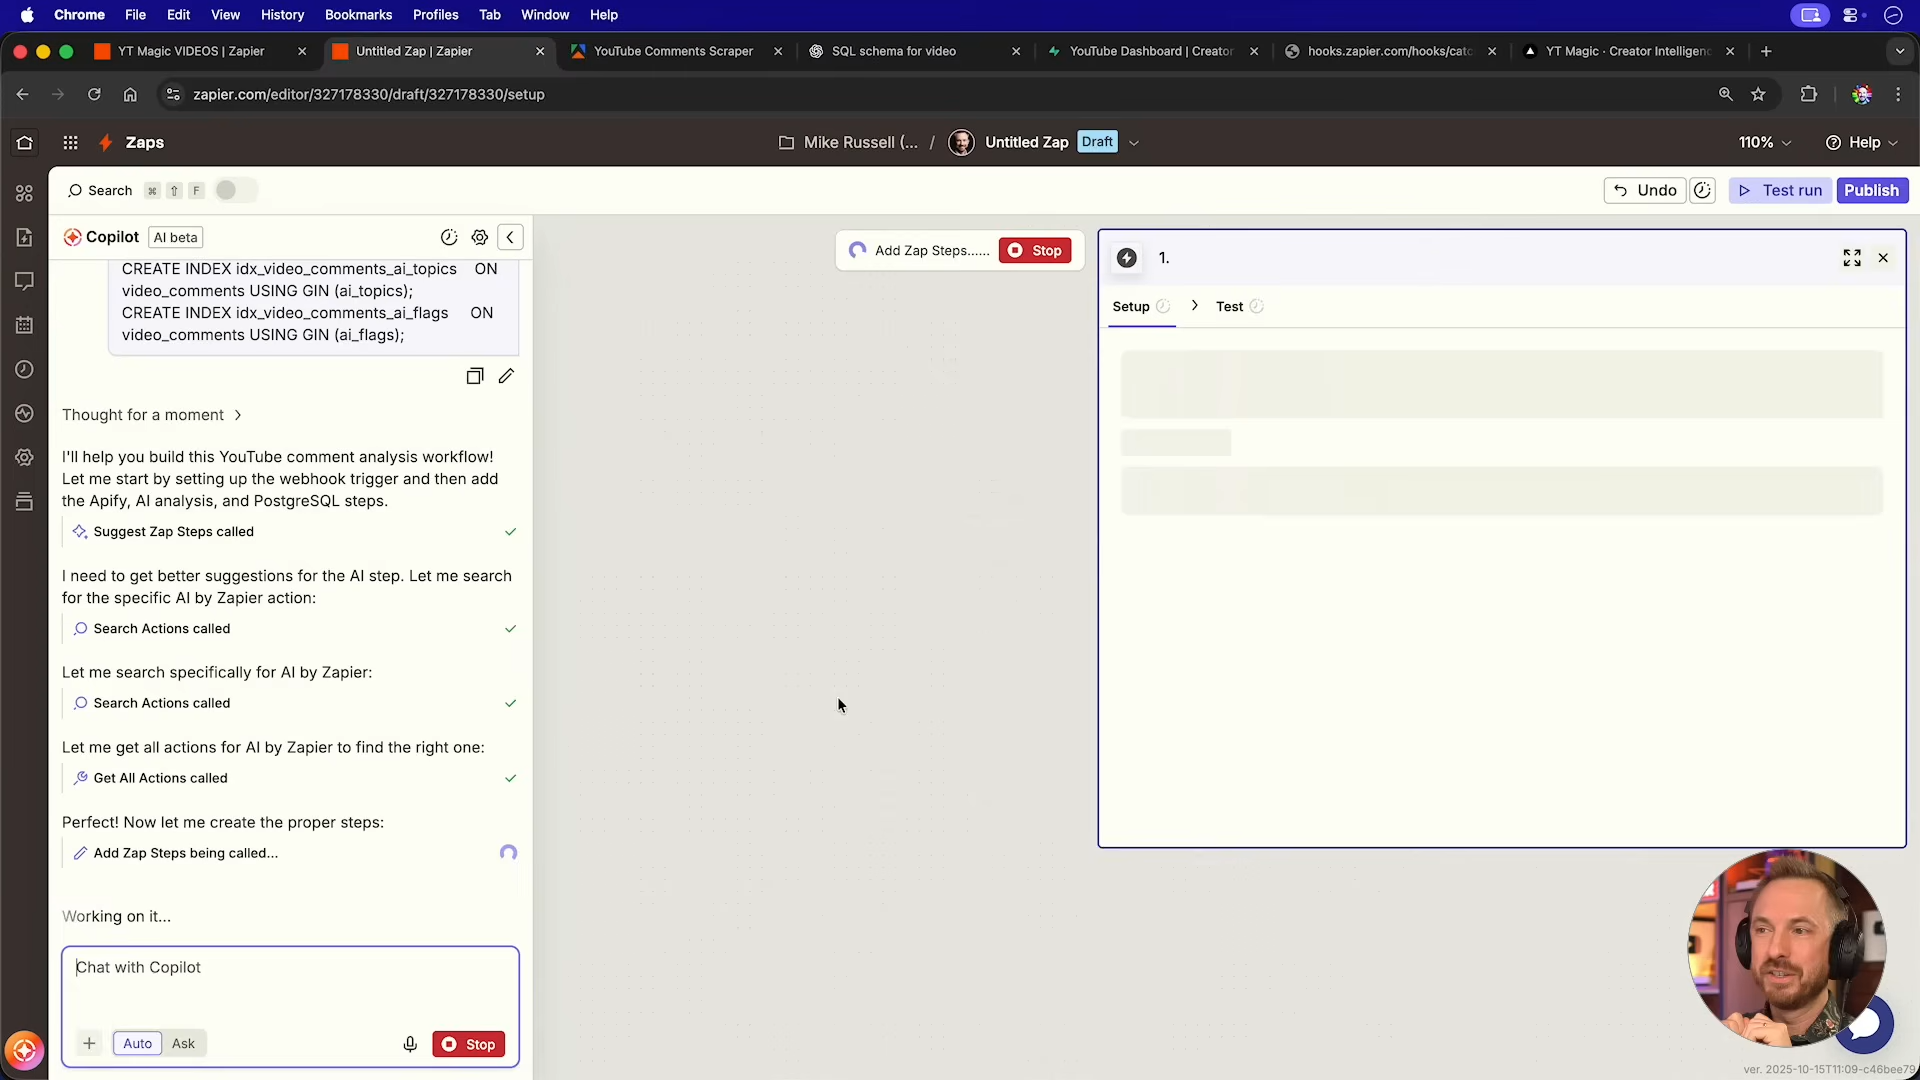 Chrome File Edit View History Bookmarks Profiles Tab Window Help
YT Magic VIDEOS | Zapier
Untitled Zap | Zapier
YouTube Comments Scraper
SQL schema for video
YouTube Dashboard | Creator
hooks.zapier.com/hooks/catc
YT Magic · Creator Intelligenc
zapier.com/editor/327178330/draft/327178330/setup
Zaps
Mike Russell (... / Untitled Zap Draft
110% Help
Search ⌘ ⇧ F
Undo Test run Publish
Copilot AI beta
Add Zap Steps...... Stop
1.
Setup > Test
CREATE INDEX idx_video_comments_ai_topics ON
video_comments USING GIN (ai_topics);
CREATE INDEX idx_video_comments_ai_flags ON
video_comments USING GIN (ai_flags);
Thought for a moment >
I'll help you build this YouTube comment analysis workflow!
Let me start by setting up the webhook trigger and then add
the Apify, AI analysis, and PostgreSQL steps.
Suggest Zap Steps called
I need to get better suggestions for the AI step. Let me search
for the specific AI by Zapier action:
Search Actions called
Let me search specifically for AI by Zapier:
Search Actions called
Let me get all actions for AI by Zapier to find the right one:
Get All Actions called
Perfect! Now let me create the proper steps:
Add Zap Steps being called...
Working on it...
Chat with Copilot
Auto Ask Stop
ver. 2025-10-15T11:09-c46bee79